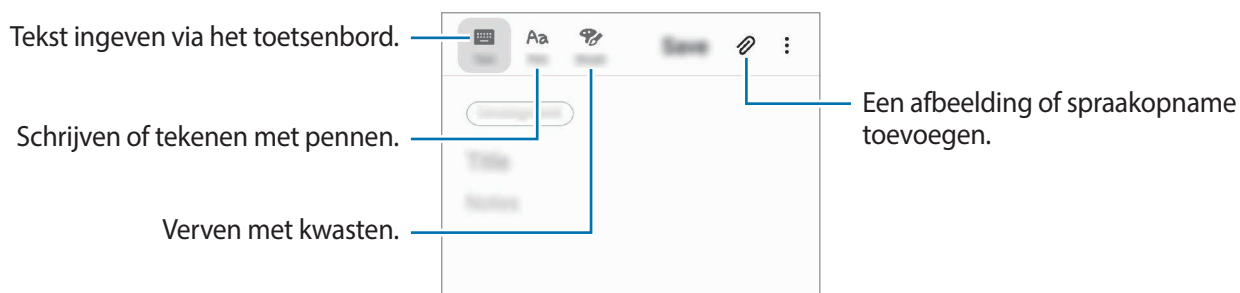 Tekst ingeven via het toetsenbord.
Aa
Save
Een afbeelding of spraakopname
toevoegen.
Schrijven of tekenen met pennen.
Title
Notes
Verven met kwasten.